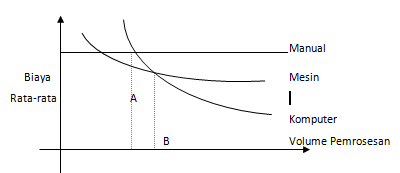 Manual
Biaya
Rata-rata
Mesin
A
Komputer
B
Volume Pemrosesan